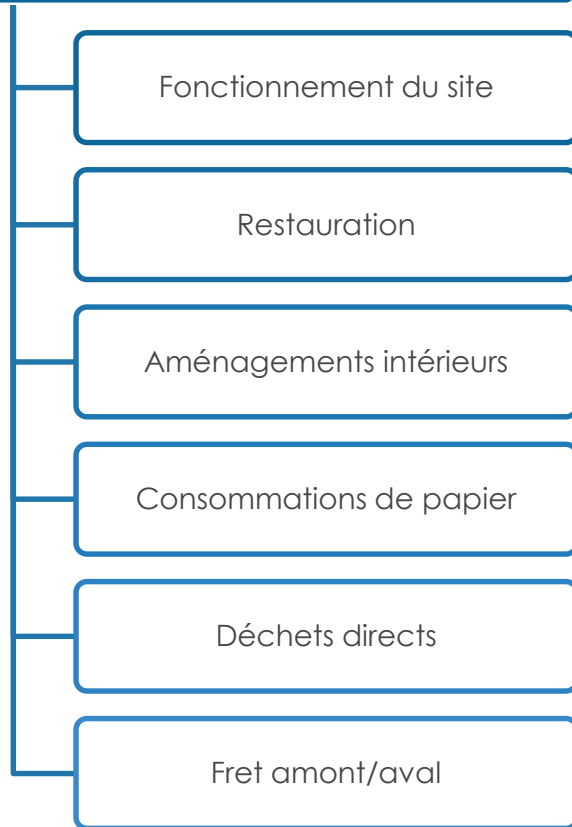 Fonctionnement du site
Restauration
Aménagements intérieurs
Consommations de papier
Déchets directs
Fret amont/aval